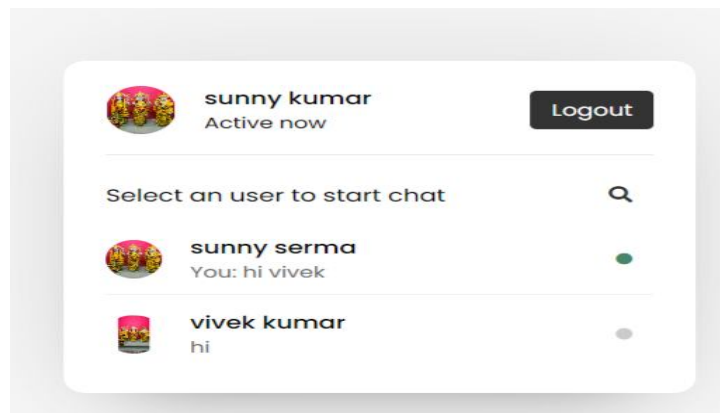 sunny kumar
Active now
Logout
Select an user to start chat
sunny serma
You: hi vivek
vivek kumar
hi